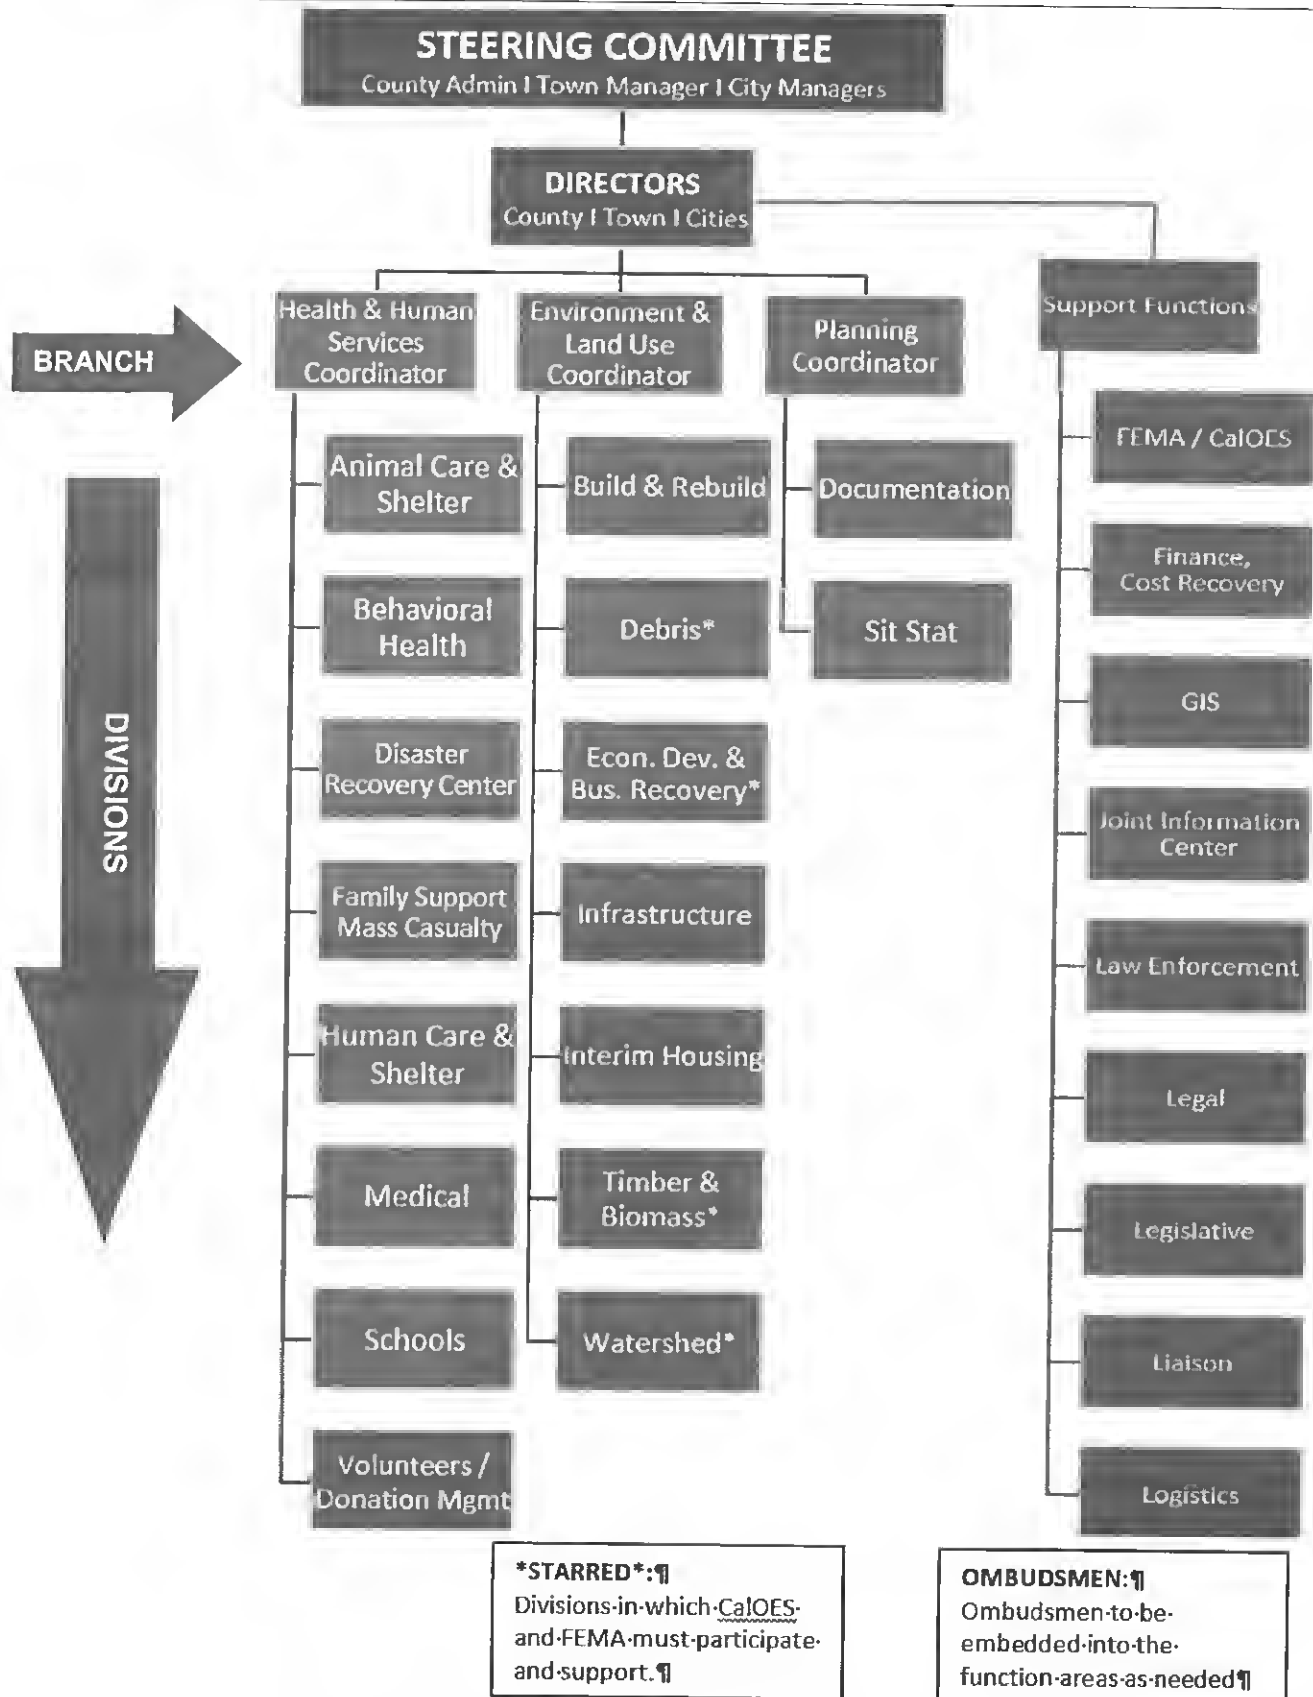 STEERING COMMITTEE
County Admin I Town Manager I City Managers
DIRECTORS
County I Town I Cities
BRANCH
Health & Human
Services
Coordinator
Environment &
Land Use
Coordinator
Planning
Coordinator
Support Functions
DIVISIONS
Animal Care &
Shelter
Behavioral
Health
Disaster
Recovery Center
Family Support
Mass Casualty
Human Care &
Shelter
Medical
Schools
Volunteers /
Donation Mgmt
Build & Rebuild
Debris*
Econ. Dev. &
Bus. Recovery*
Infrastructure
Interim Housing
Timber &
Biomass*
Watershed*
Documentation
Sit Stat
FEMA / CalOES
Finance,
Cost Recovery
GIS
Joint Information
Center
Law Enforcement
Legal
Legislative
Liaison
Logistics
*STARRED*:¶
Divisions·in·which·CalOES·
and·FEMA·must·participate·
and·support.¶
OMBUDSMEN:¶
Ombudsmen·to·be·
embedded·into·the·
function·areas·as·needed¶